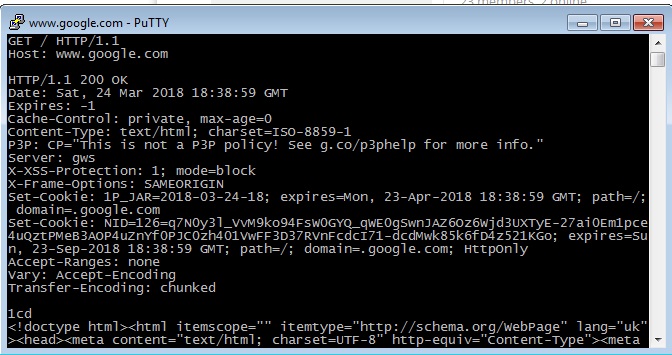 23 members, 2 online
www.google.com - PuTTY
GET / HTTP/1.1
Host: www.google.com
HTTP/1.1 200 OK
Date: Sat, 24 Mar 2018 18:38:59 GMT
Expires: -1
Cache-Control: private, max-age=0
Content-Type: text/html; charset=ISO-8859-1
P3P: CP="This is not a P3P policy! See g.co/p3phelp for more info."
Server: gws
X-XSS-Protection: 1; mode=block
X-Frame-Options: SAMEORIGIN
Set-Cookie: 1P_JAR=2018-03-24-18; expires=Mon, 23-Apr-2018 18:38:59 GMT; path=/;
domain=.google.com
Set-Cookie: NID=126=q7N0y3l_VvM9ko94FsW0GYQ_qWE0gSwnJAZ6Oz6Wjd3UXTyE-27ai0Em1pce
4uQztPMeB3AOP4uZnYf0PJCOzh401VwFF3D37RVnFcdcI71-dcdMwk85k6fD4z521KGo; expires=Su
n, 23-Sep-2018 18:38:59 GMT; path=/; domain=.google.com; HttpOnly
Accept-Ranges: none
Vary: Accept-Encoding
Transfer-Encoding: chunked
1cd
<!doctype html><html itemscope="" itemtype="http://schema.org/WebPage" lang="uk"
><head><meta content="text/html; charset=UTF-8" http-equiv="Content-Type"><meta